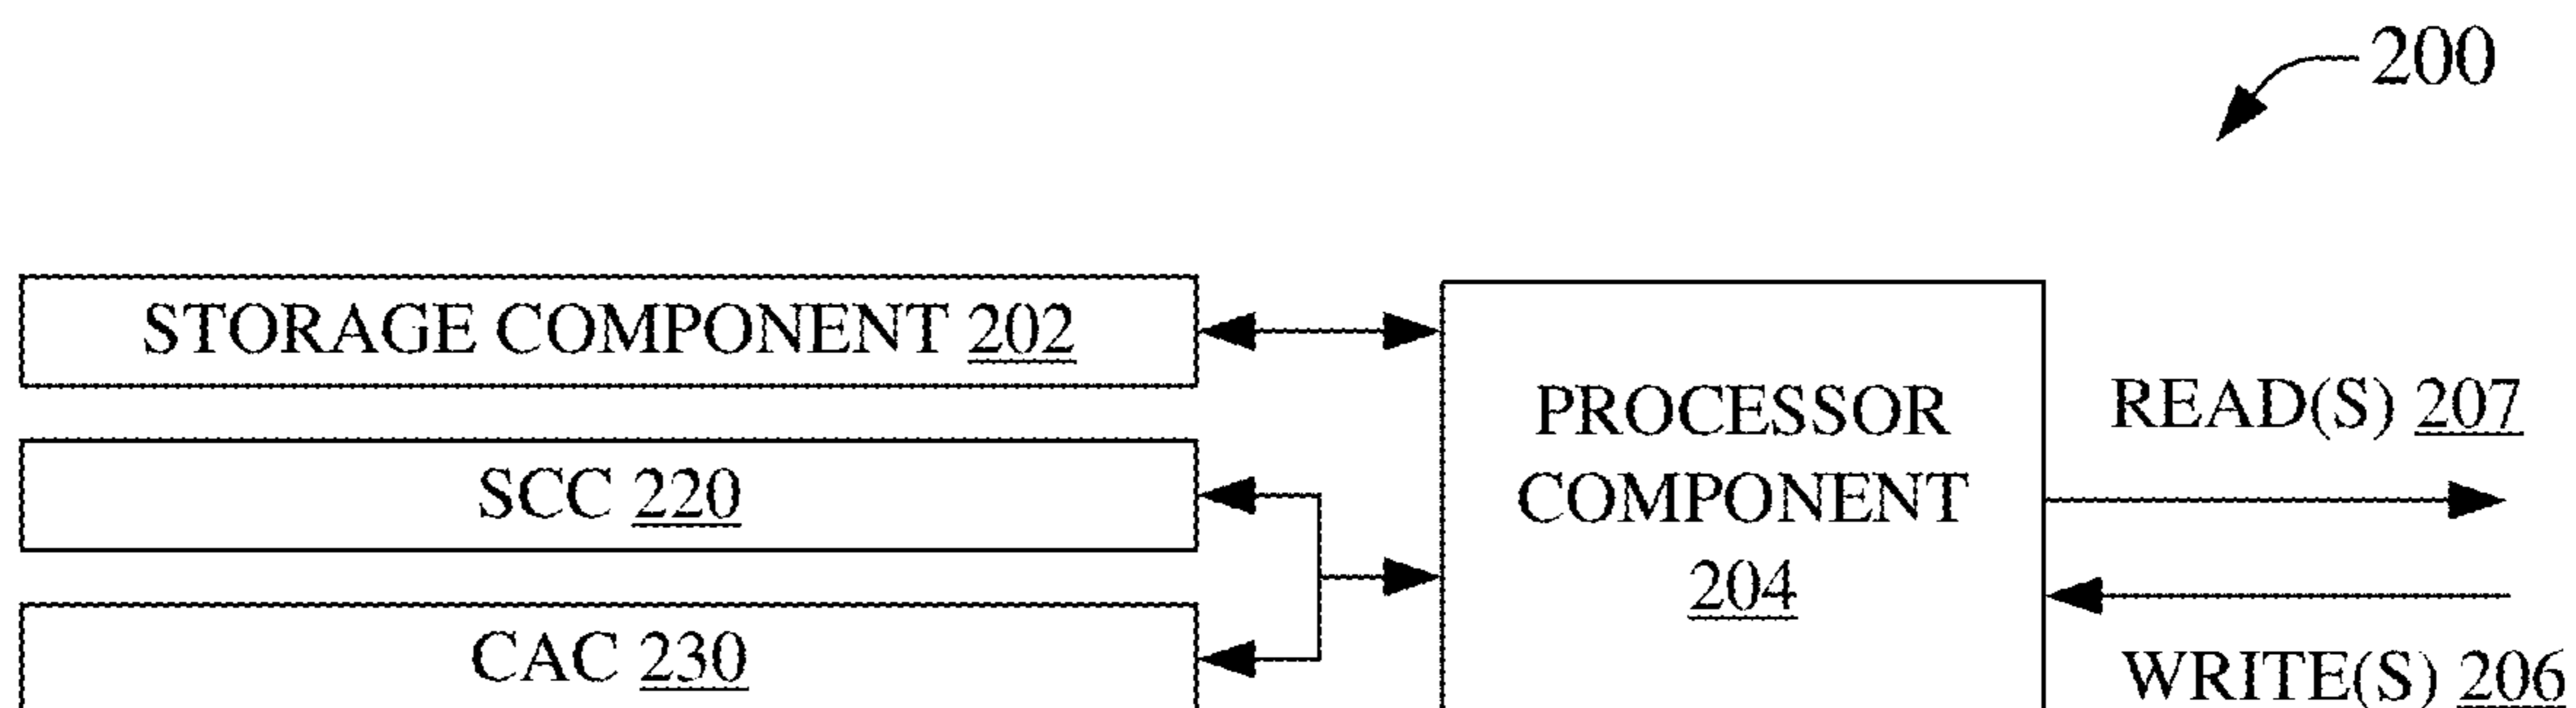 200
STORAGE COMPONENT 202
SCC 220
CAC 230
PROCESSOR
COMPONENT
204
READ(S) 207
WRITE(S) 206